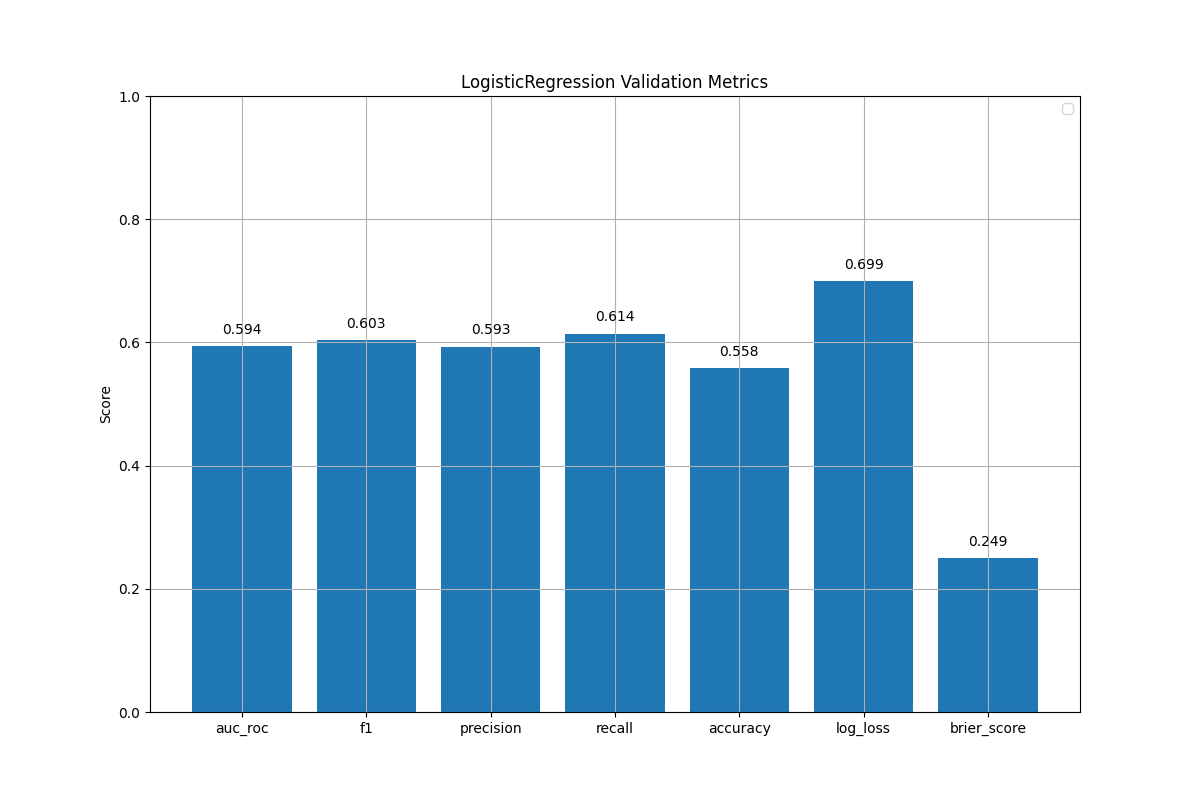 LogisticRegression Validation Metrics
1.0
0.8
0.6
0.4
0.2
0.0
Score
0.594
0.603
0.593
0.614
0.558
0.699
0.249
auc_roc
f1
precision
recall
accuracy
log_loss
brier_score